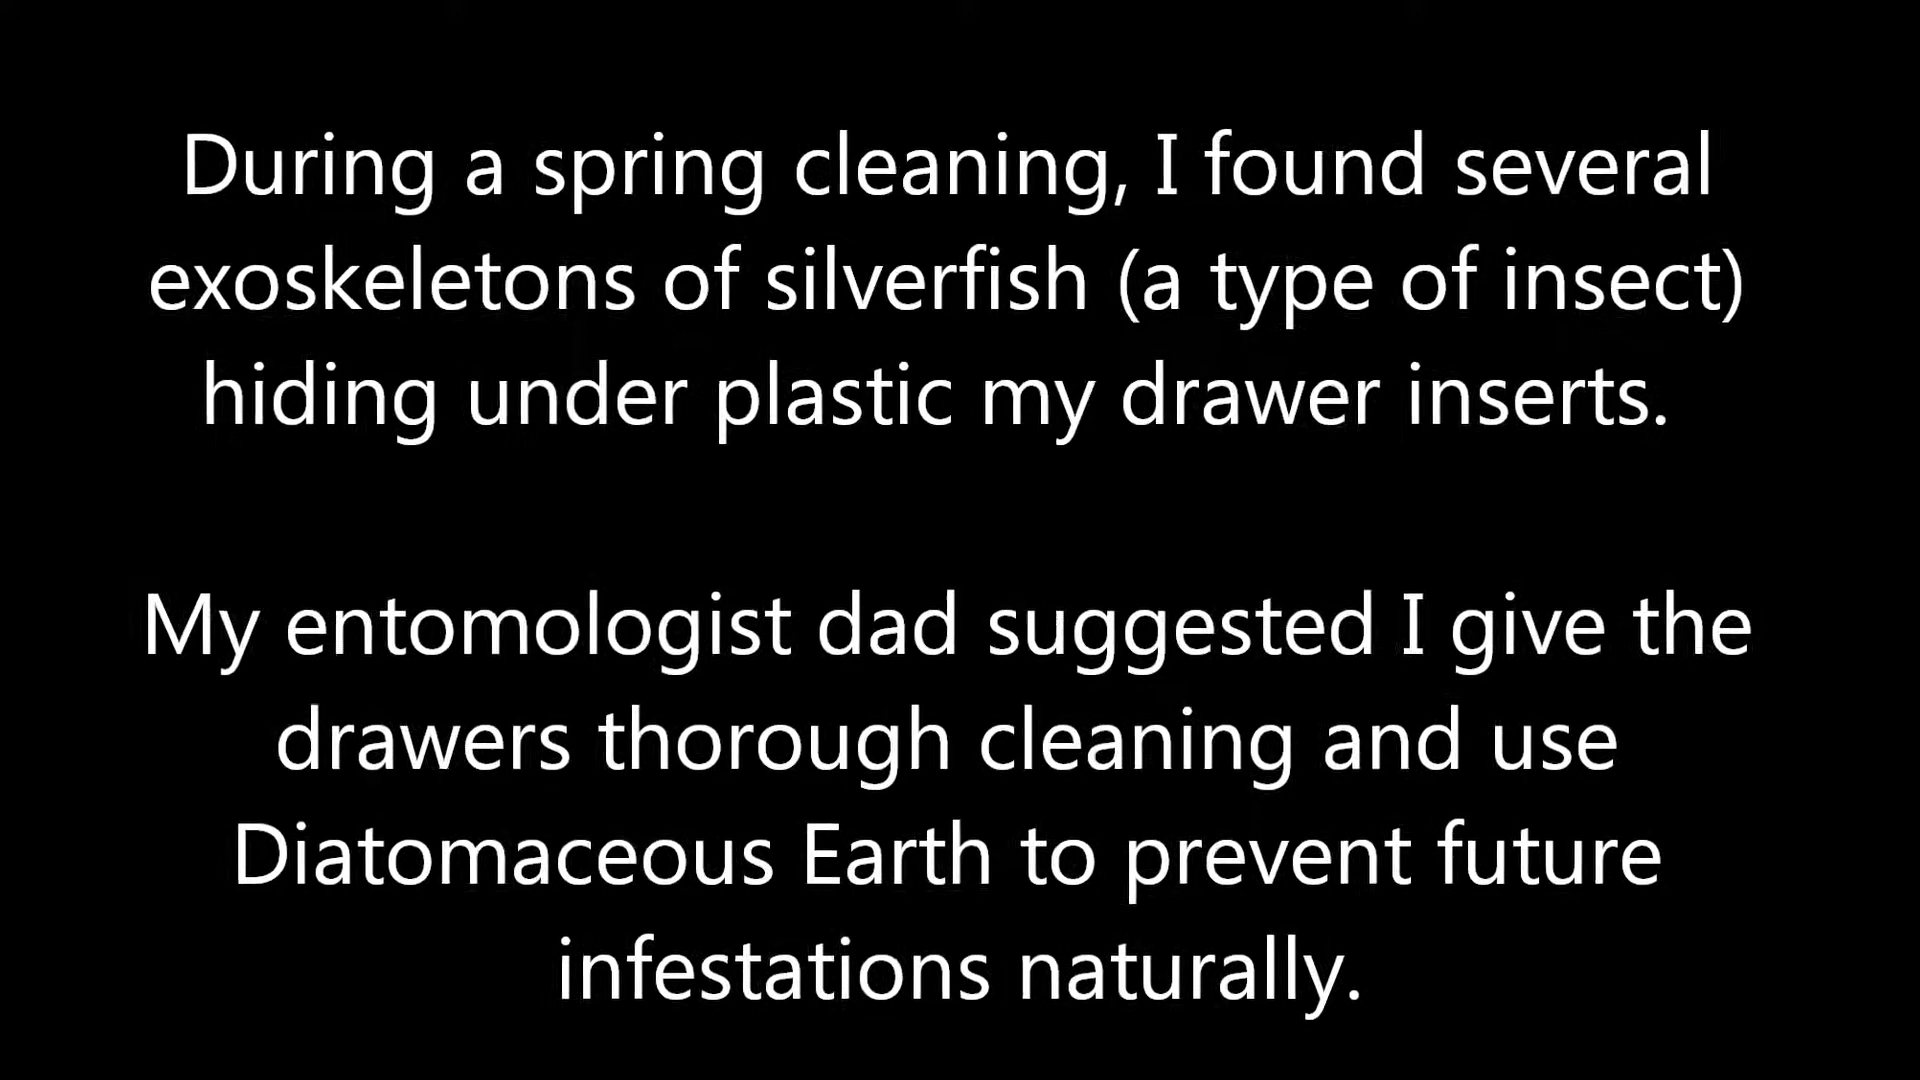 During a spring cleaning, I found several
exoskeletons of silverfish (a type of insect)
hiding under plastic my drawer inserts.
My entomologist dad suggested I give the
drawers thorough cleaning and use
Diatomaceous Earth to prevent future
infestations naturally.